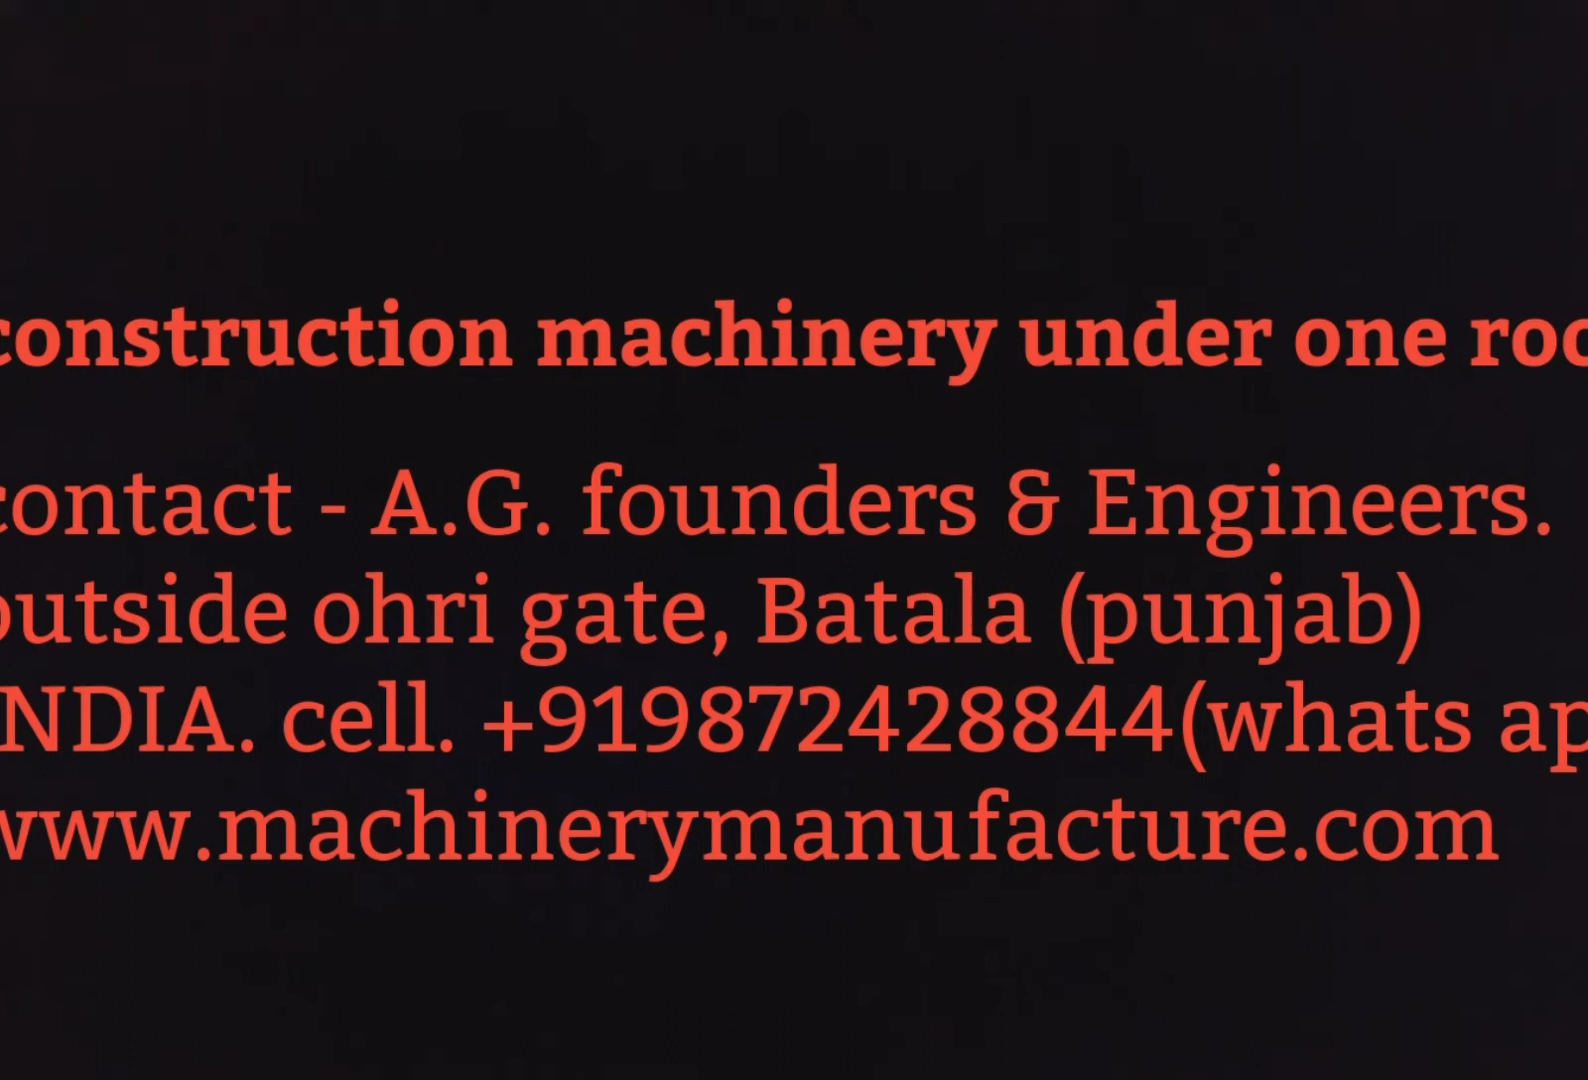 construction machinery under one roo
contact - A.G. founders & Engineers.
outside ohri gate, Batala (punjab)
INDIA. cell. +919872428844(whats ap
www.machinerymanufacture.com